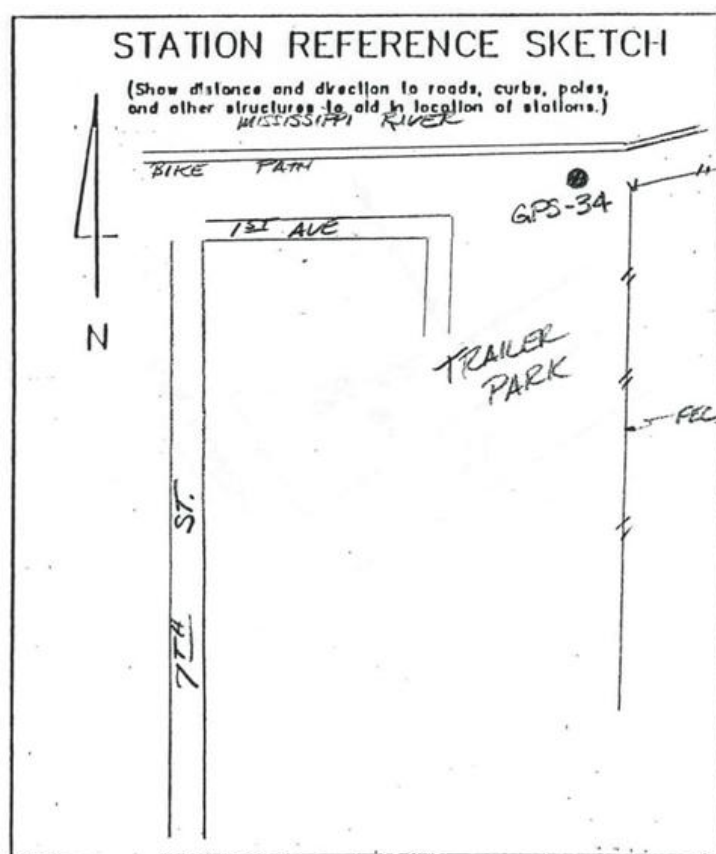 STATION REFERENCE SKETCH
(Show distance and direction to roads, curbs, poles,
and other structures to aid in location of stations.)
MISSISSIPPI RIVER
BIKE PATH
GPS-34
1ST AVE
N
TRAILER
PARK
FEC
7TH ST.